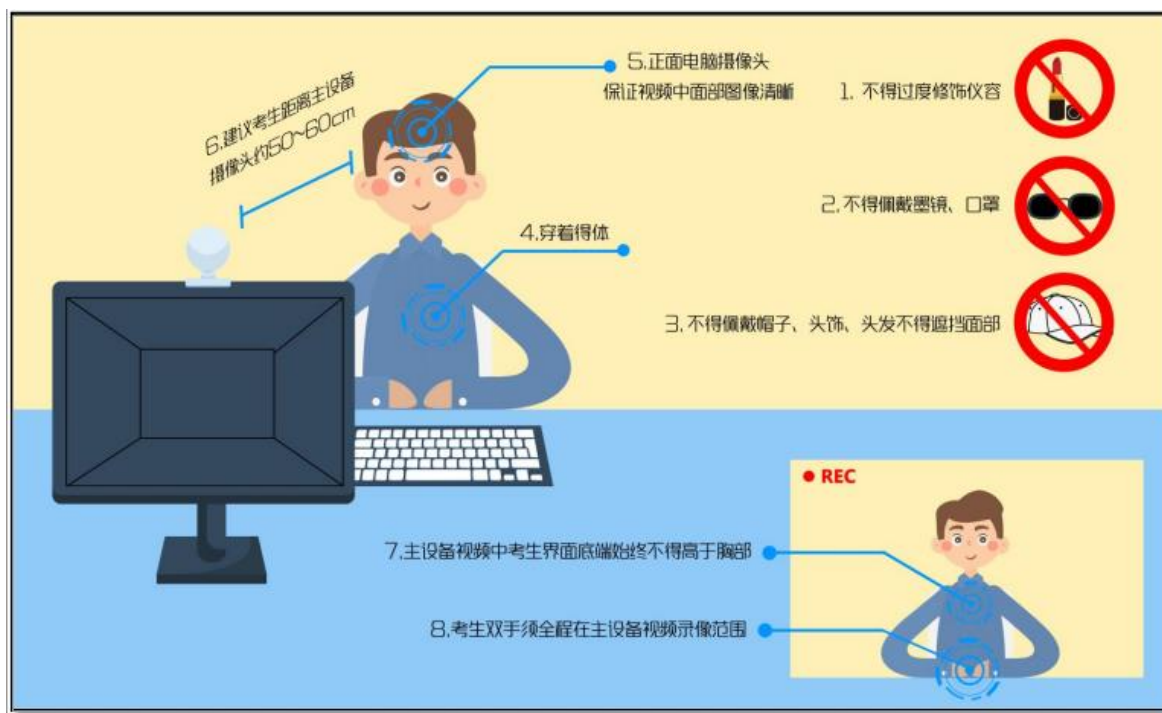 5.正面电脑摄像头
保证视频中面部图像清晰
1. 不得过度修饰仪容
6.建议考生距离主设备
摄像头约50~60cm
2.不得佩戴墨镜、口罩
4.穿着得体
3.不得佩戴帽子、头饰、头发不得遮挡面部
REC
7.主设备视频中考生界面底端始终不得高于胸部
8.考生双手须全程在主设备视频录像范围